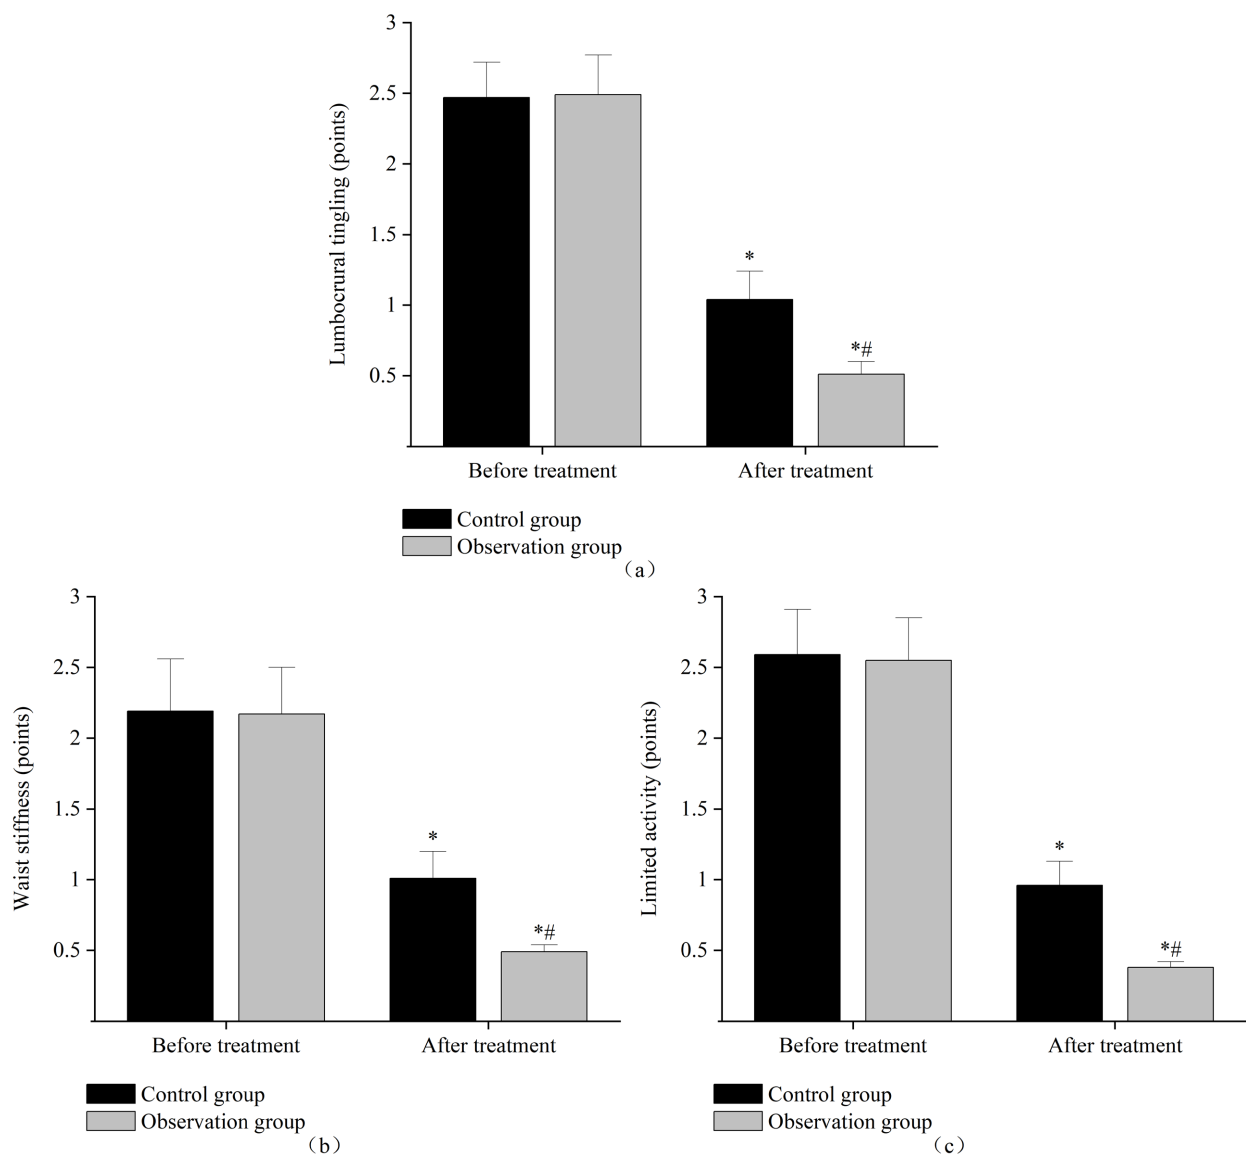 Lumbocrural tingling (points)
3
2.5
2
1.5
1
0.5
*
*#
Before treatment
After treatment
Control group
Observation group
（a）
Waist stiffness (points)
3
2.5
2
1.5
1
0.5
*
*#
Before treatment
After treatment
Control group
Observation group
（b）
Limited activity (points)
3
2.5
2
1.5
1
0.5
*
*#
Before treatment
After treatment
Control group
Observation group
（c）